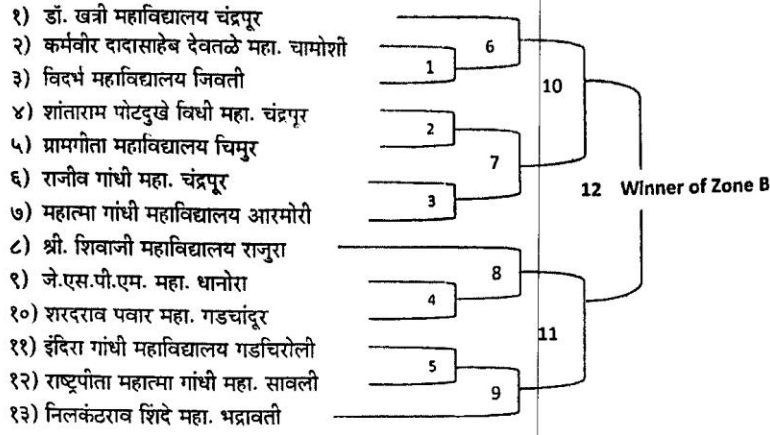 १) डॉ. खत्री महाविद्यालय चंद्रपूर
२) कर्मवीर दादासाहेब देवतळे महा. चामोशी
३) विदर्भ महाविद्यालय जिवती
४) शांताराम पोटदुखे विधी महा. चंद्रपूर
५) ग्रामगीता महाविद्यालय चिमुर
६) राजीव गांधी महा. चंद्रपूर
७) महात्मा गांधी महाविद्यालय आरमोरी
८) श्री. शिवाजी महाविद्यालय राजुरा
९) जे.एस.पी.एम. महा. धानोरा
१०) शरदराव पवार महा. गडचांदूर
११) इंदिरा गांधी महाविद्यालय गडचिरोली
१२) राष्ट्रपीता महात्मा गांधी महा. सावली
१३) निलकंठराव शिंदे महा. भद्रावती
1
2
3
4
5
6
7
8
9
10
11
12 Winner of Zone B